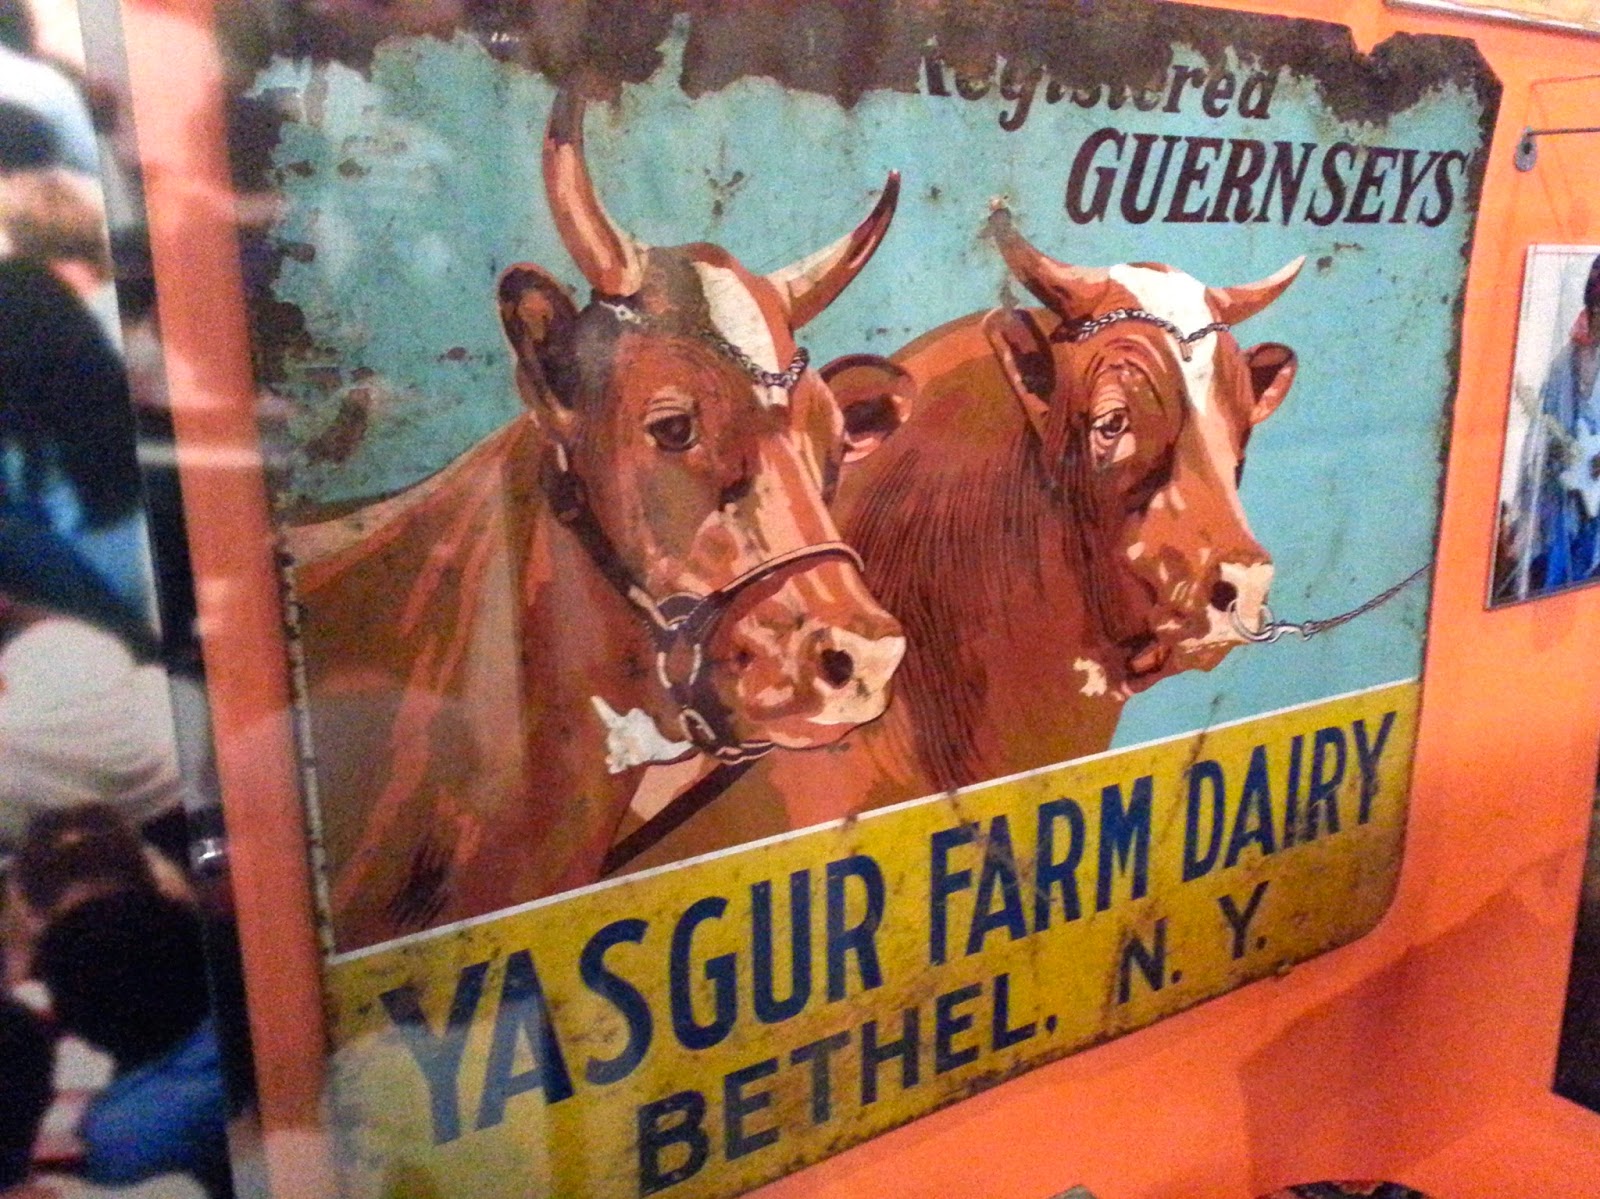 Registered
GUERNSEYS
YASGUR FARM DAIRY
BETHEL, N. Y.